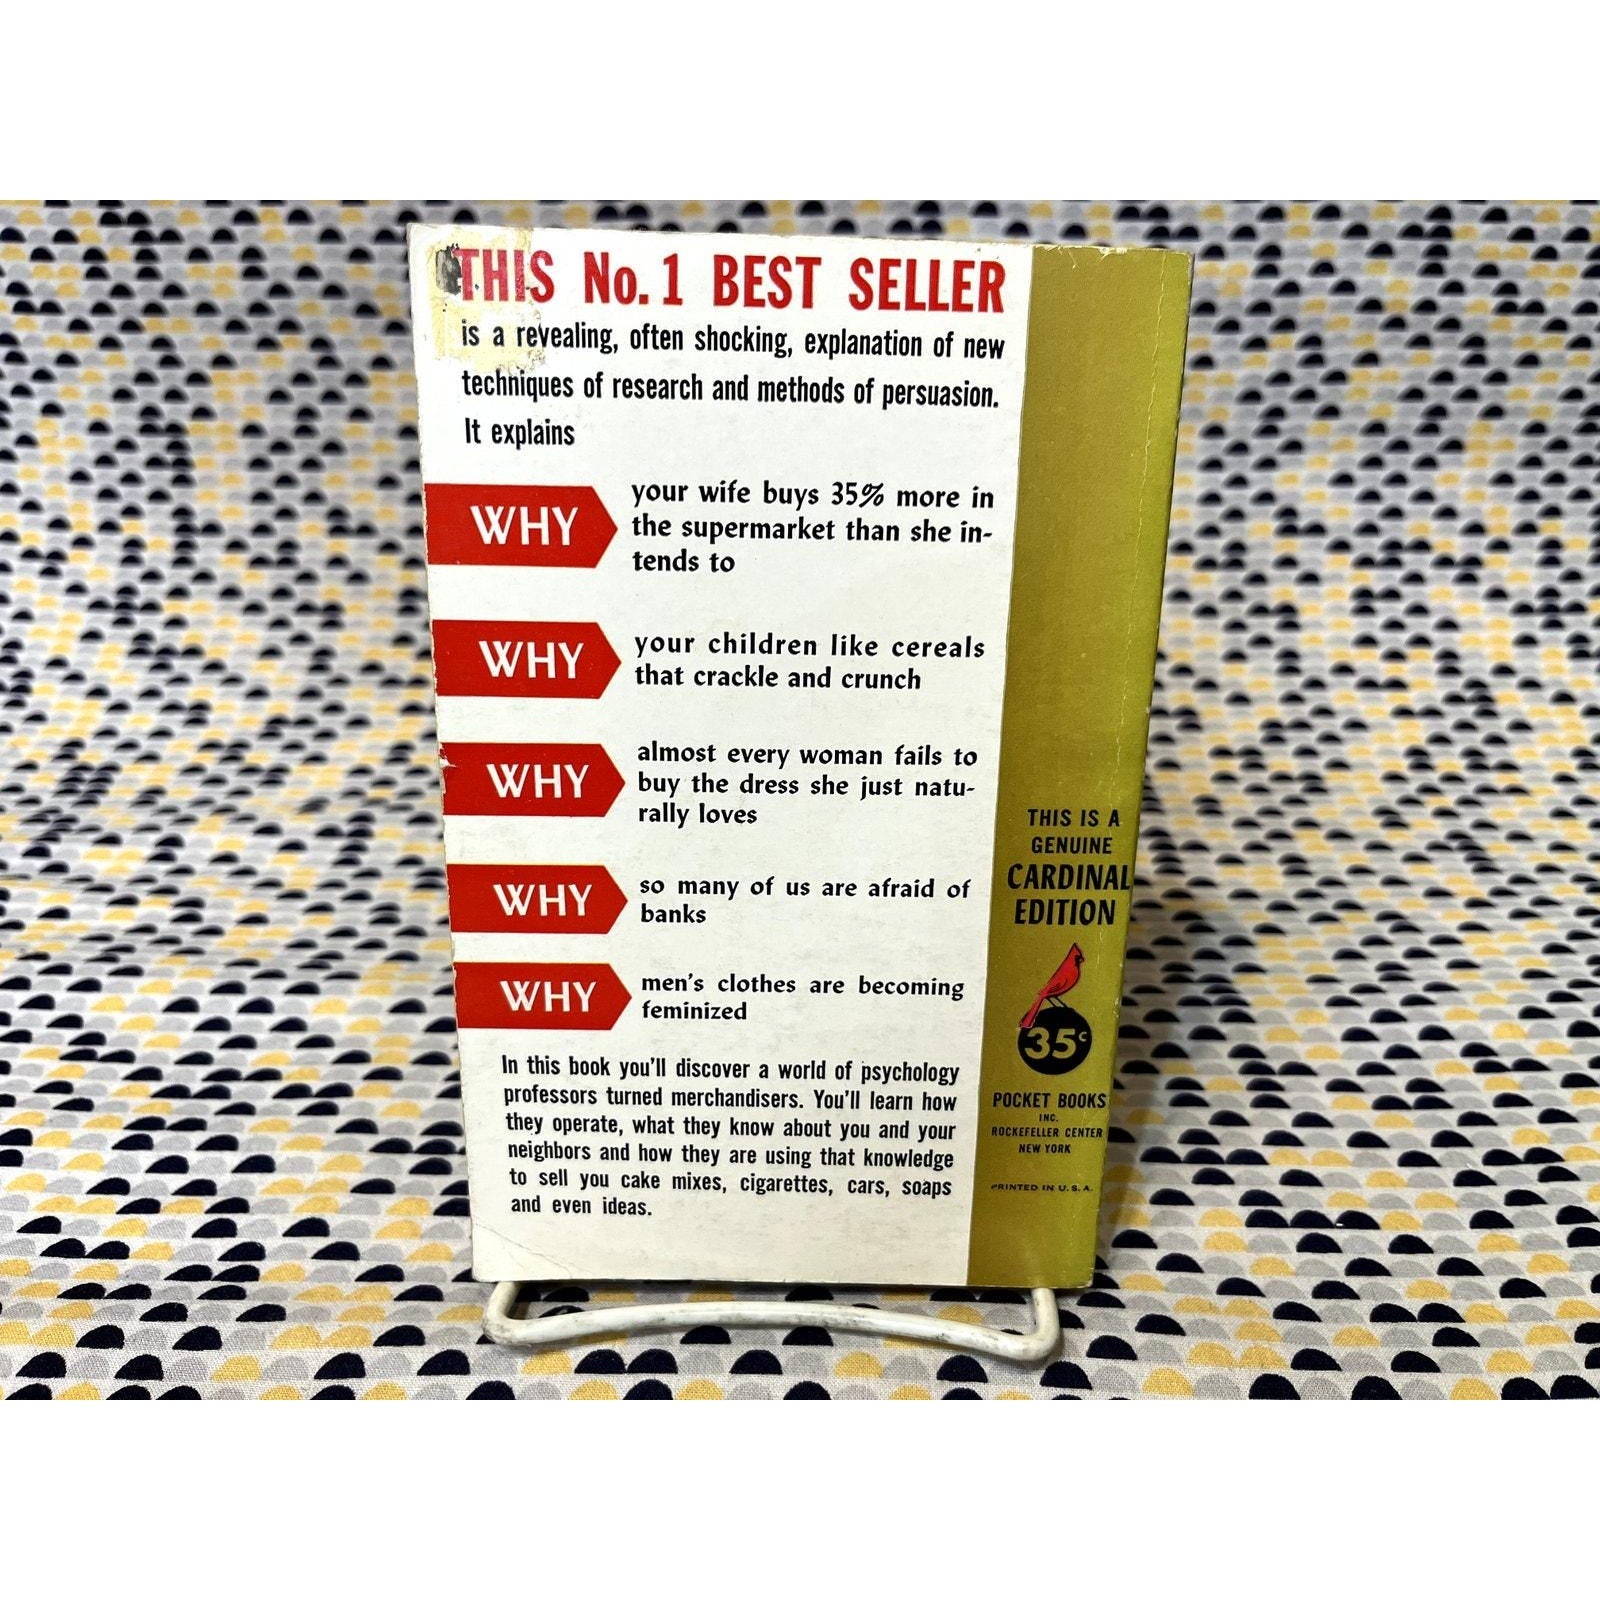 THIS No. 1 BEST SELLER
is a revealing, often shocking, explanation of new
techniques of research and methods of persuasion.
It explains
WHY
your wife buys 35% more in
the supermarket than she in-
tends to
WHY
your children like cereals
that crackle and crunch
WHY
almost every woman fails to
buy the dress she just natu-
rally loves
WHY
so many of us are afraid of
banks
WHY
men's clothes are becoming
feminized
In this book you'll discover a world of psychology
professors turned merchandisers. You'll learn how
they operate, what they know about you and your
neighbors and how they are using that knowledge
to sell you cake mixes, cigarettes, cars, soaps
and even ideas.
THIS IS A
GENUINE
CARDINAL
EDITION
35c
POCKET BOOKS
INC.
ROCKEFELLER CENTER
NEW YORK
PRINTED IN U.S.A.